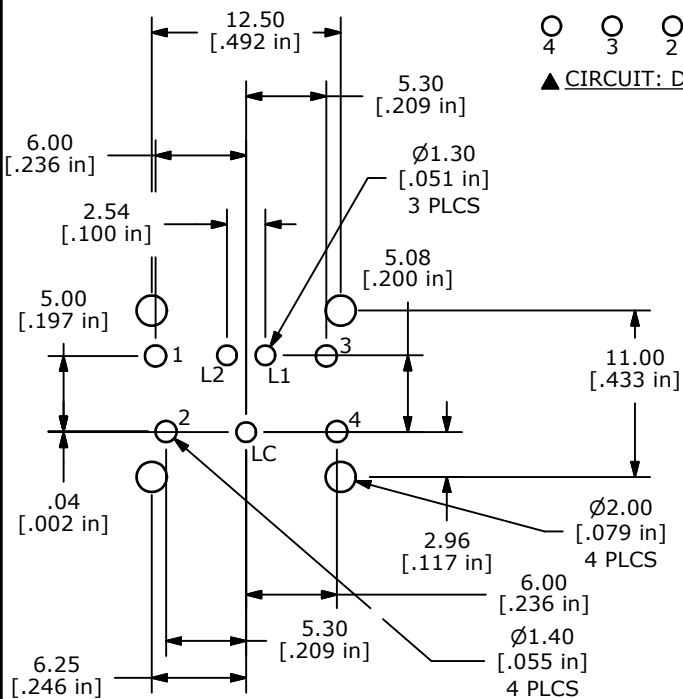 12.50
[.492 in]
4 3 2
▲ CIRCUIT: D
5.30
[.209 in]
6.00
[.236 in]
Ø1.30
[.051 in]
3 PLCS
2.54
[.100 in]
5.08
[.200 in]
5.00
[.197 in]
1 L2 L1 3
11.00
[.433 in]
2 LC 4
.04
[.002 in]
2.96
[.117 in]
Ø2.00
[.079 in]
4 PLCS
6.00
[.236 in]
5.30
[.209 in]
Ø1.40
[.055 in]
4 PLCS
6.25
[.246 in]